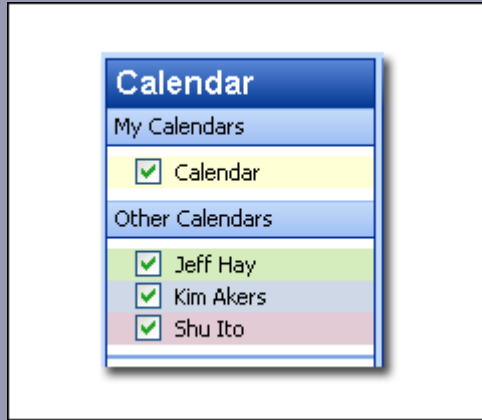 Calendar
My Calendars
Calendar
Other Calendars
Jeff Hay
Kim Akers
Shu Ito